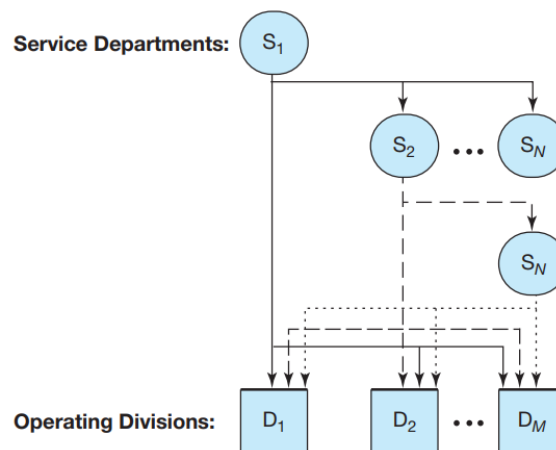 Service Departments: S1
S2 ••• SN
SN
Operating Divisions: D1 D2 ••• DM